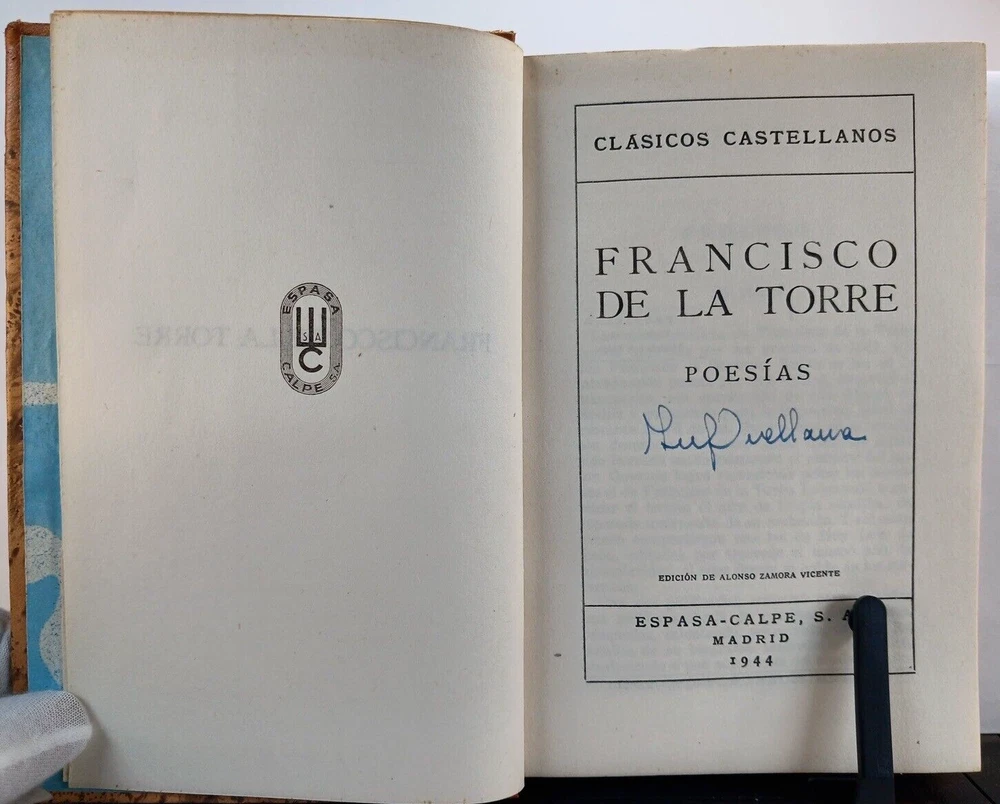 ESPASA
CALPE S.A.
CLÁSICOS CASTELLANOS
FRANCISCO
DE LA TORRE
POESÍAS
EDICIÓN DE ALONSO ZAMORA VICENTE
ESPASA-CALPE, S. A
MADRID
1944